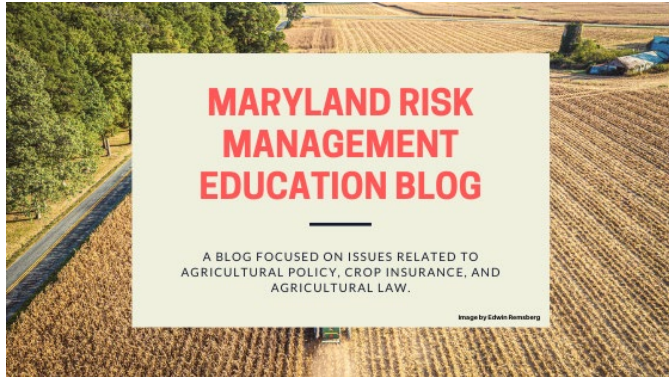 MARYLAND RISK
MANAGEMENT
EDUCATION BLOG
A BLOG FOCUSED ON ISSUES RELATED TO
AGRICULTURAL POLICY, CROP INSURANCE, AND
AGRICULTURAL LAW.
Image by Edwin Remsberg